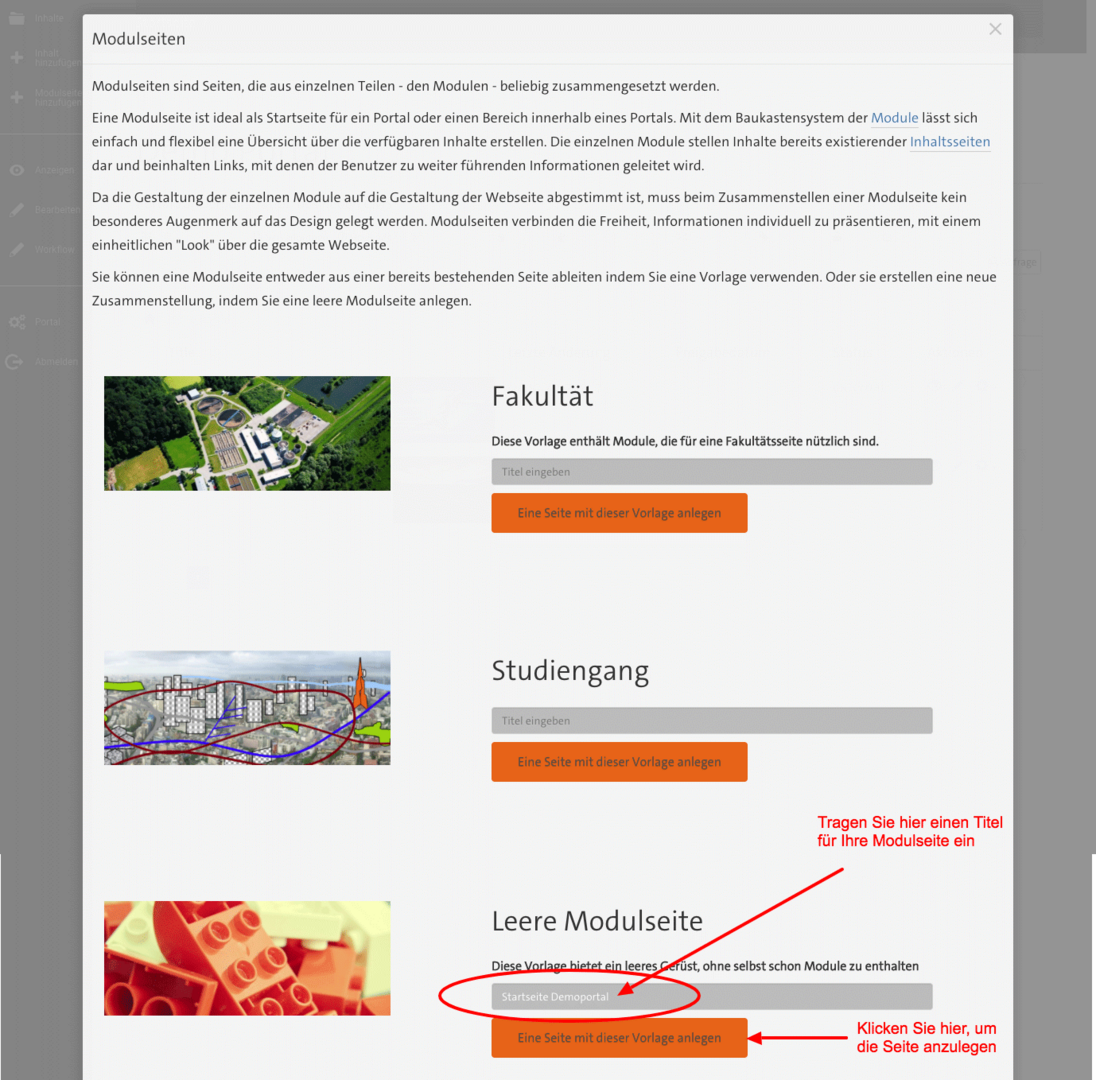 Inhalte
Modulseiten
Inhalt
hinzufügen
Modulseite
hinzufügen
Modulseiten sind Seiten, die aus einzelnen Teilen - den Modulen - beliebig zusammengesetzt werden.
Eine Modulseite ist ideal als Startseite für ein Portal oder einen Bereich innerhalb eines Portals. Mit dem Baukastensystem der Module lässt sich
einfach und flexibel eine Übersicht über die verfügbaren Inhalte erstellen. Die einzelnen Module stellen Inhalte bereits existierender Inhaltsseiten
dar und beinhalten Links, mit denen der Benutzer zu weiter führenden Informationen geleitet wird.
Anzeigen
Da die Gestaltung der einzelnen Module auf die Gestaltung der Webseite abgestimmt ist, muss beim Zusammenstellen einer Modulseite kein
Bearbeiten
besonderes Augenmerk auf das Design gelegt werden. Modulseiten verbinden die Freiheit, Informationen individuell zu präsentieren, mit einem
einheitlichen "Look" über die gesamte Webseite.
Workflow
Sie können eine Modulseite entweder aus einer bereits bestehenden Seite ableiten indem Sie eine Vorlage verwenden. Oder sie erstellen eine neue
Zusammenstellung, indem Sie eine leere Modulseite anlegen.
Portal
Abmelden
Fakultät
Diese Vorlage enthält Module, die für eine Fakultätsseite nützlich sind.
Titel eingeben
Eine Seite mit dieser Vorlage anlegen
Studiengang
Titel eingeben
Eine Seite mit dieser Vorlage anlegen
Tragen Sie hier einen Titel
für Ihre Modulseite ein
Leere Modulseite
Diese Vorlage bietet ein leeres Gerüst, ohne selbst schon Module zu enthalten
Startseite Demoportal
Eine Seite mit dieser Vorlage anlegen
Klicken Sie hier, um
die Seite anzulegen